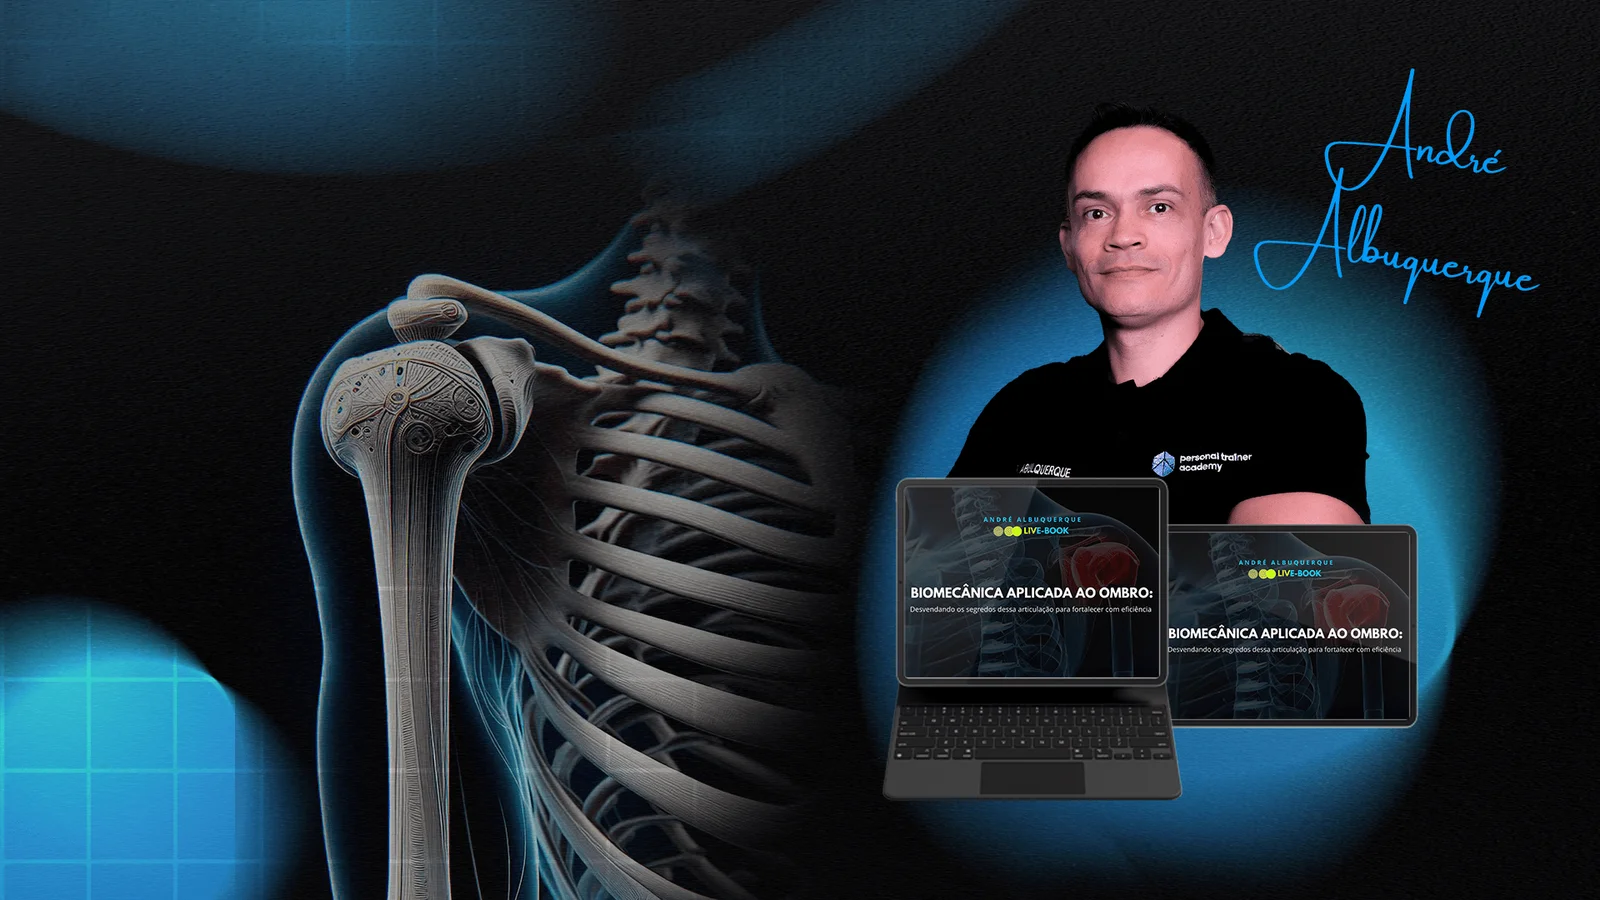 André
Albuquerque
personal trainer
academy
ANDRÉ ALBUQUERQUE
LIVE-BOOK
BIOMECÂNICA APLICADA AO OMBRO:
Desvendando os segredos dessa articulação para fortalecer com eficiência
ANDRÉ ALBUQUERQUE
LIVE-BOOK
BIOMECÂNICA APLICADA AO OMBRO:
Desvendando os segredos dessa articulação para fortalecer com eficiência